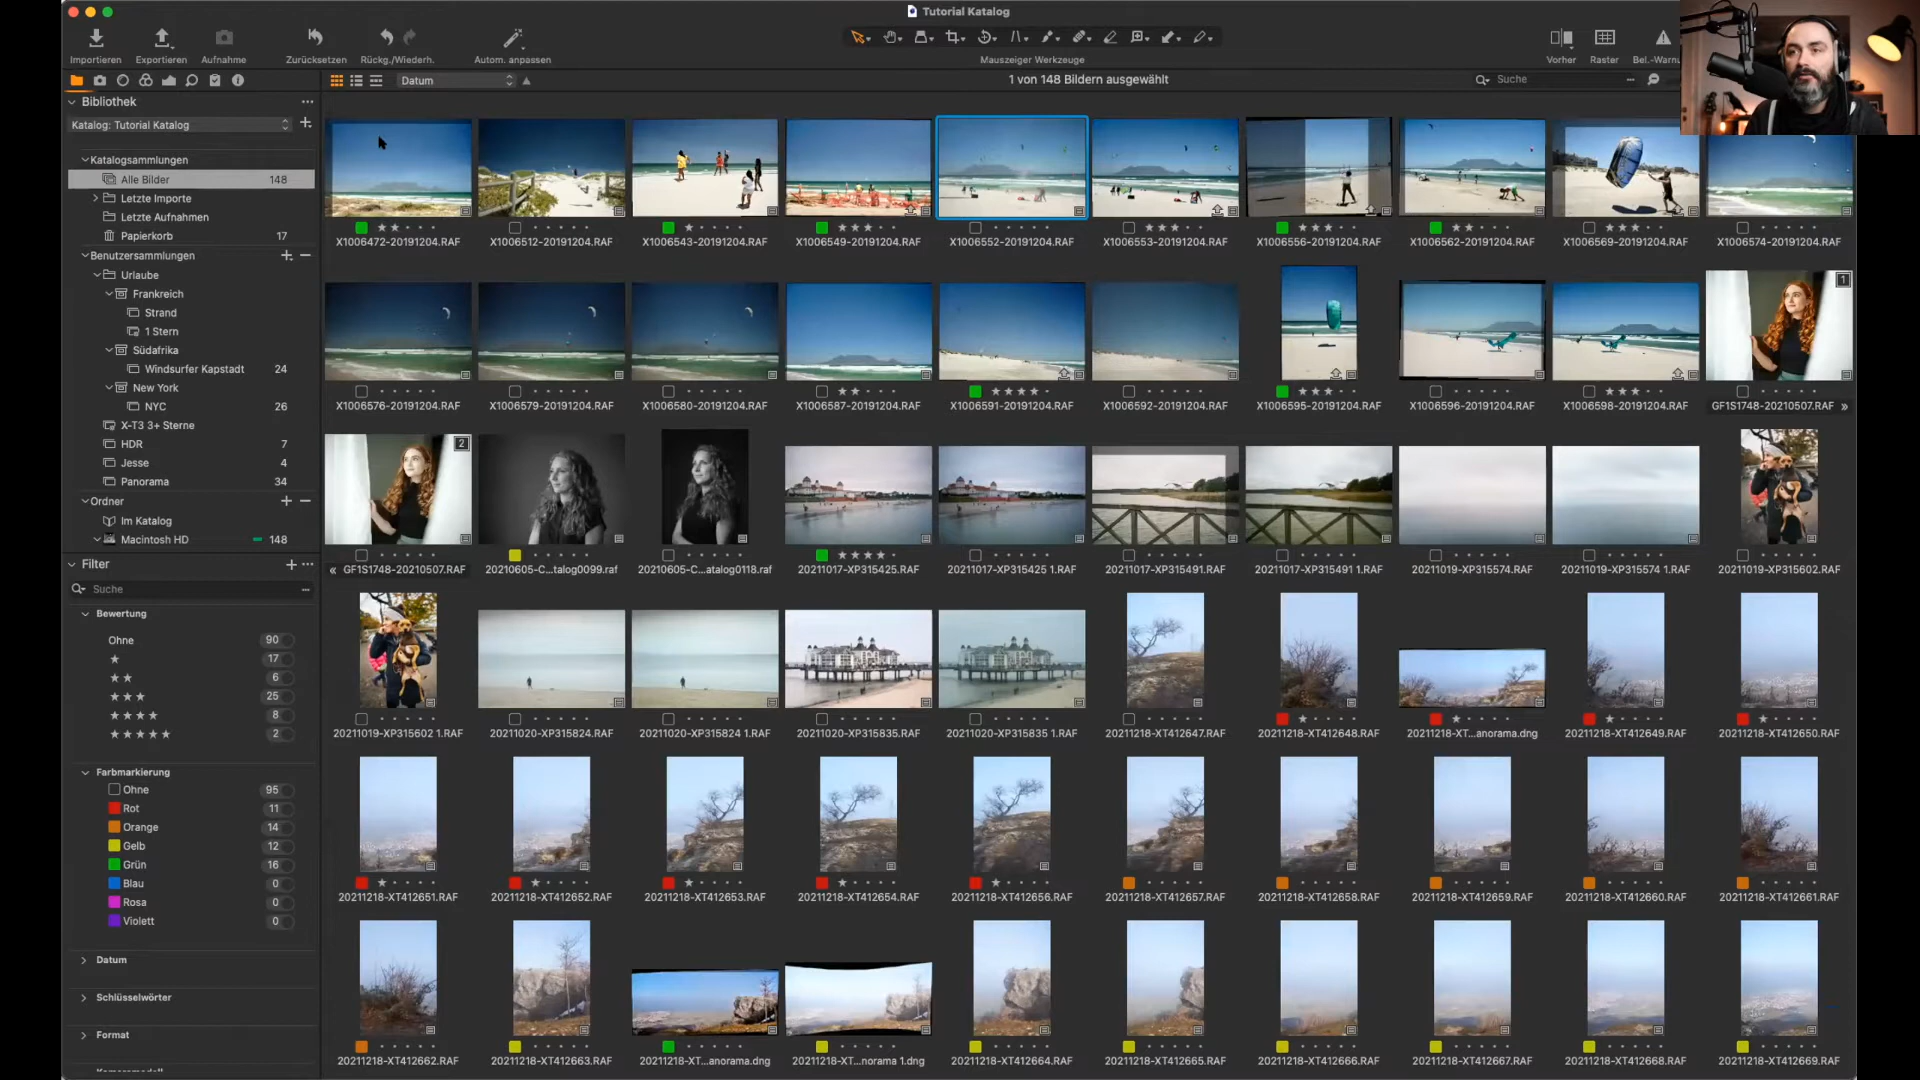 Tutorial Katalog
Importieren
Exportieren
Aufnahme
Zurücksetzen
Rückg./Wiederh.
Autom. anpassen
Mauszeiger Werkzeuge
Vorher
Raster
Bel.-Warnu
Datum
1 von 148 Bildern ausgewählt
Suche
Bibliothek
Katalog: Tutorial Katalog
Katalogsammlungen
Alle Bilder 148
Letzte Importe
Letzte Aufnahmen
Papierkorb 17
Benutzersammlungen
Urlaube
Frankreich
Strand
1 Stern
Südafrika
Windsurfer Kapstadt 24
New York
NYC 26
X-T3 3+ Sterne
HDR 7
Jesse 4
Panorama 34
Ordner
Im Katalog
Macintosh HD 148
Filter
Suche
Bewertung
Ohne 90
★ 17
★★ 6
★★★ 25
★★★★ 8
★★★★★ 2
Farbmarkierung
Ohne 95
Rot 11
Orange 14
Gelb 12
Grün 16
Blau 0
Rosa 0
Violett 0
Datum
Schlüsselwörter
Format
X1006472-20191204.RAF
X1006512-20191204.RAF
X1006543-20191204.RAF
X1006549-20191204.RAF
X1006552-20191204.RAF
X1006553-20191204.RAF
X1006556-20191204.RAF
X1006562-20191204.RAF
X1006569-20191204.RAF
X1006574-20191204.RAF
1
X1006576-20191204.RAF
X1006579-20191204.RAF
X1006580-20191204.RAF
X1006587-20191204.RAF
X1006591-20191204.RAF
X1006592-20191204.RAF
X1006595-20191204.RAF
X1006596-20191204.RAF
X1006598-20191204.RAF
GF1S1748-20210507.RAF »
2
« GF1S1748-20210507.RAF
20210605-C...talog0099.raf
20210605-C...atalog0118.raf
20211017-XP315425.RAF
20211017-XP315425 1.RAF
20211017-XP315491.RAF
20211017-XP315491 1.RAF
20211019-XP315574.RAF
20211019-XP315574 1.RAF
20211019-XP315602.RAF
20211019-XP315602 1.RAF
20211020-XP315824.RAF
20211020-XP315824 1.RAF
20211020-XP315835.RAF
20211020-XP315835 1.RAF
20211218-XT412647.RAF
20211218-XT412648.RAF
20211218-XT...anorama.dng
20211218-XT412649.RAF
20211218-XT412650.RAF
20211218-XT412651.RAF
20211218-XT412652.RAF
20211218-XT412653.RAF
20211218-XT412654.RAF
20211218-XT412656.RAF
20211218-XT412657.RAF
20211218-XT412658.RAF
20211218-XT412659.RAF
20211218-XT412660.RAF
20211218-XT412661.RAF
20211218-XT412662.RAF
20211218-XT412663.RAF
20211218-XT...anorama.dng
20211218-XT...norama 1.dng
20211218-XT412664.RAF
20211218-XT412665.RAF
20211218-XT412666.RAF
20211218-XT412667.RAF
20211218-XT412668.RAF
20211218-XT412669.RAF